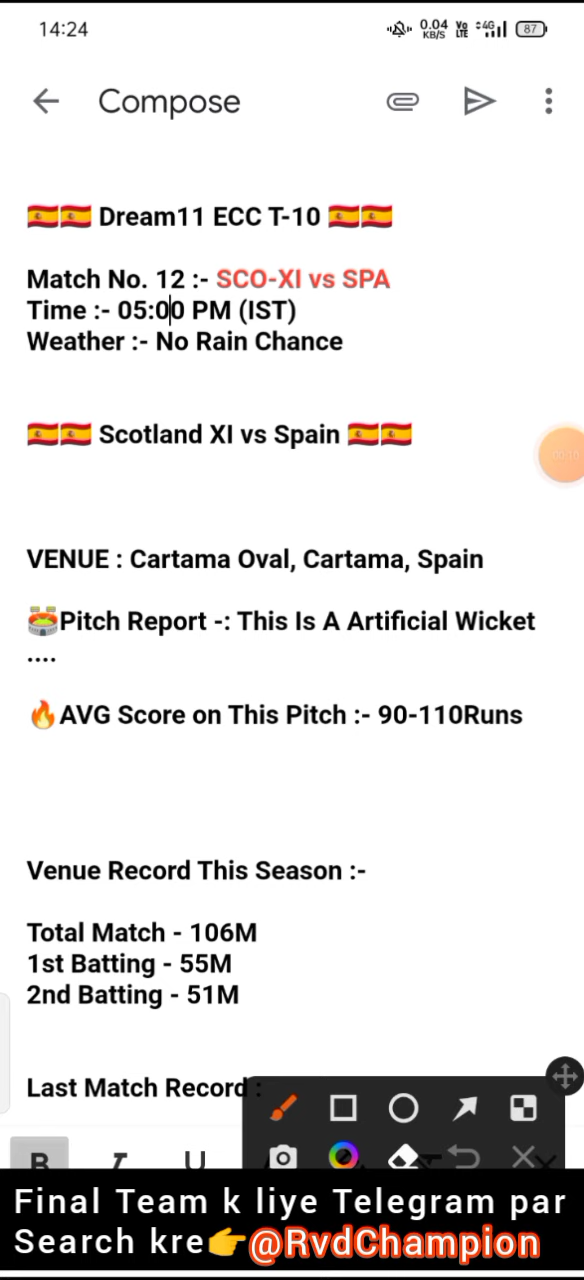 14:24
0.04 KB/S
Vo LTE
4G
87
Compose
🇪🇸🇪🇸 Dream11 ECC T-10 🇪🇸🇪🇸
Match No. 12 :- SCO-XI vs SPA
Time :- 05:00 PM (IST)
Weather :- No Rain Chance
🇪🇸🇪🇸 Scotland XI vs Spain 🇪🇸🇪🇸
VENUE : Cartama Oval, Cartama, Spain
🏟️Pitch Report -: This Is A Artificial Wicket
....
🔥AVG Score on This Pitch :- 90-110Runs
Venue Record This Season :-
Total Match - 106M
1st Batting - 55M
2nd Batting - 51M
Last Match Record :
B I U
Final Team k liye Telegram par
Search kre👉@RvdChampion